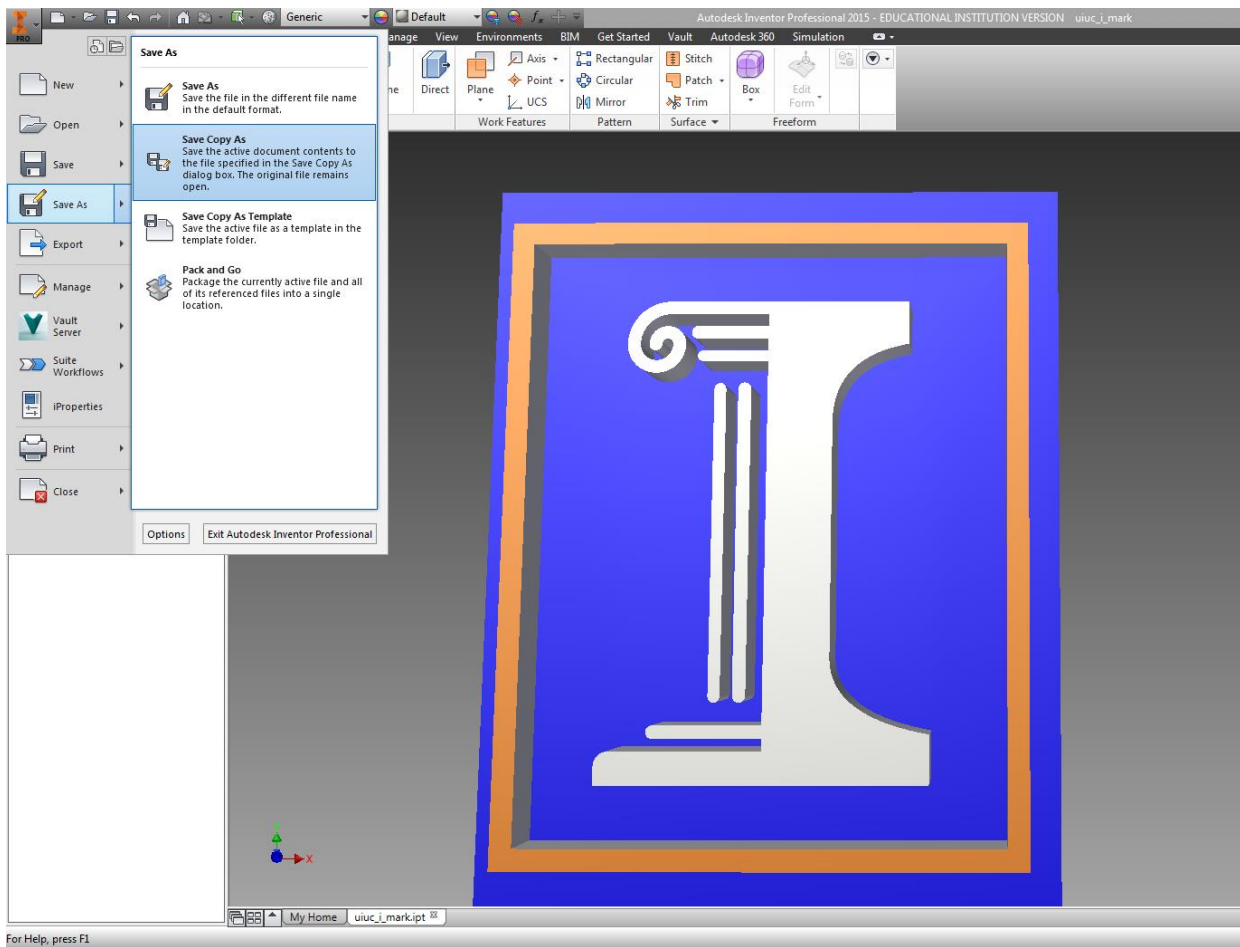 Generic
Default
Autodesk Inventor Professional 2015 - EDUCATIONAL INSTITUTION VERSION uiuc_i_mark
PRO
anage View Environments BIM Get Started Vault Autodesk 360 Simulation
New
Open
Save
Save As
Export
Manage
Vault
Server
Suite
Workflows
iProperties
Print
Close
Save As
Save As
Save the file in the different file name
in the default format.
Save Copy As
Save the active document contents to
the file specified in the Save Copy As
dialog box. The original file remains
open.
Save Copy As Template
Save the active file as a template in the
template folder.
Pack and Go
Package the currently active file and all
of its referenced files into a single
location.
Options
Exit Autodesk Inventor Professional
ne
Direct
Plane
Axis
Point
UCS
Work Features
Rectangular
Circular
Mirror
Pattern
Stitch
Patch
Trim
Surface
Box
Edit
Form
Freeform
I
X
My Home
uiuc_i_mark.ipt
For Help, press F1